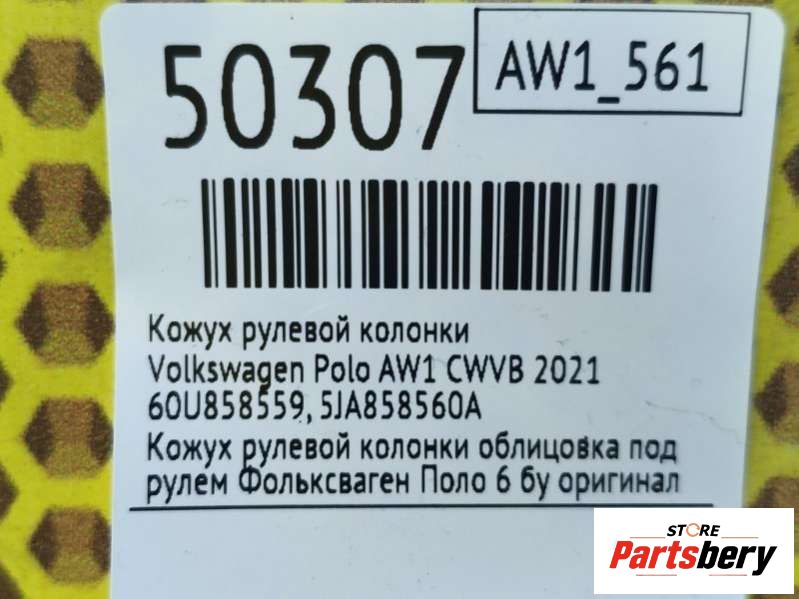 50307
AW1_561
Кожух рулевой колонки
Volkswagen Polo AW1 CWVB 2021
60U858559, 5JA858560A
Кожух рулевой колонки облицовка под
рулем Фольксваген Поло 6 бу оригинал
STORE
Partsbery